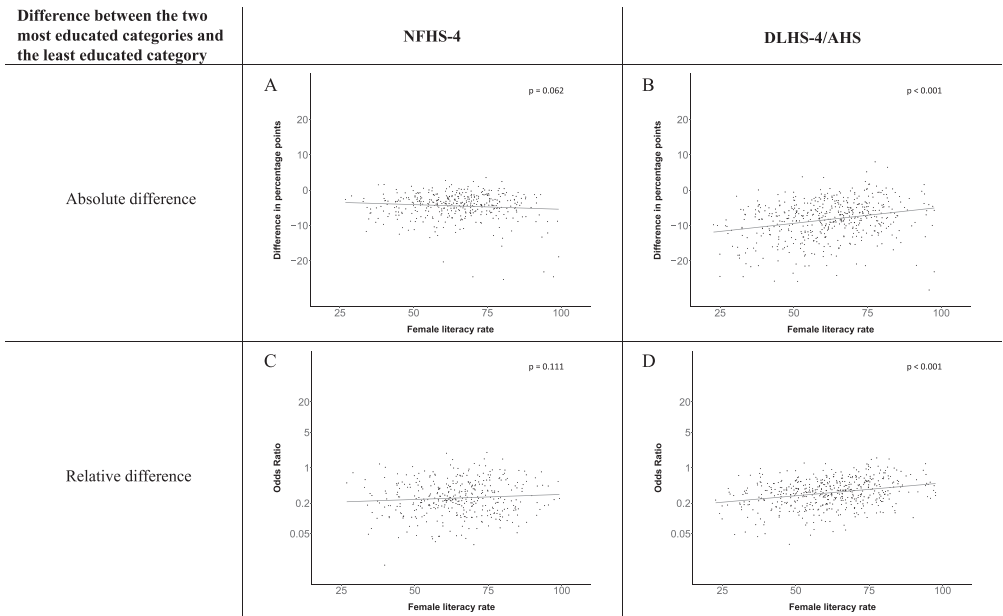 Difference between the two
most educated categories and
the least educated category
NFHS-4
DLHS-4/AHS
Absolute difference
A
p = 0.062
Difference in percentage points
20
10
0
−10
−20
25
50
75
100
Female literacy rate
B
p < 0.001
Difference in percentage points
20
10
0
−10
−20
25
50
75
100
Female literacy rate
Relative difference
C
p = 0.111
Odds Ratio
20
5
1
0.2
0.05
25
50
75
100
Female literacy rate
D
p < 0.001
Odds Ratio
20
5
1
0.2
0.05
25
50
75
100
Female literacy rate